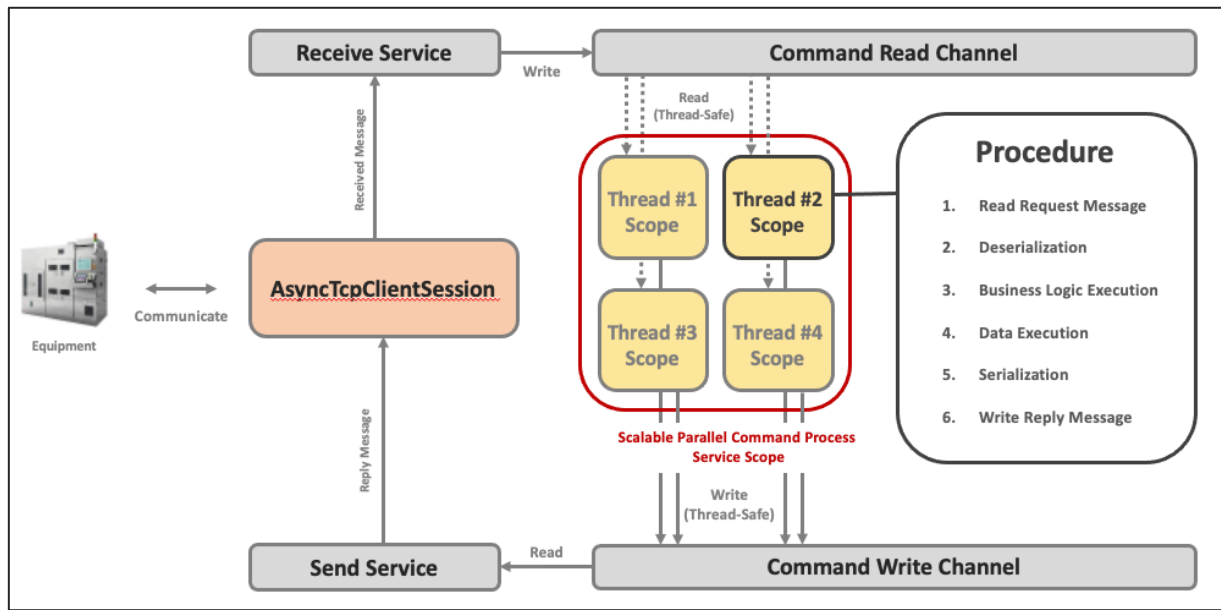 Receive Service
Write
Command Read Channel
Read
(Thread-Safe)
Received Message
Procedure
1. Read Request Message
2. Deserialization
3. Business Logic Execution
4. Data Execution
5. Serialization
6. Write Reply Message
Thread #1
Scope
Thread #2
Scope
AsyncTcpClientSession
Communicate
Equipment
Thread #3
Scope
Thread #4
Scope
Scalable Parallel Command Process
Service Scope
Reply Message
Write
(Thread-Safe)
Send Service
Read
Command Write Channel